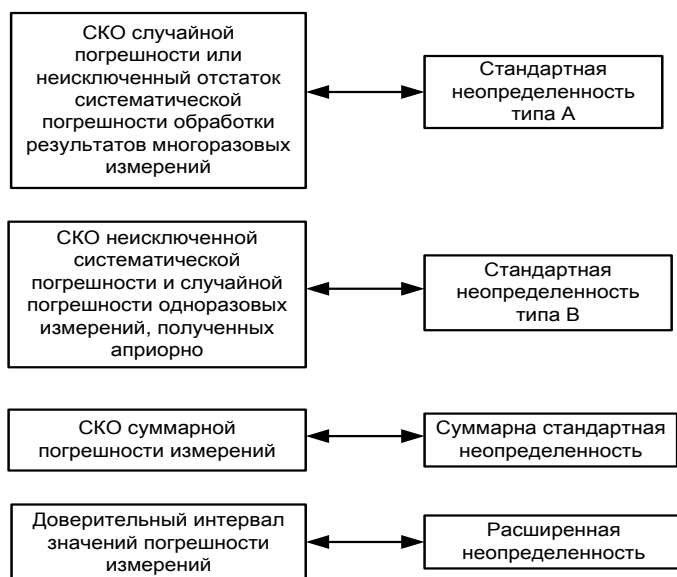 СКО случайной
погрешности или
неисключенный отстаток
систематической
погрешности обработки
результатов многоразовых
измерений
Стандартная
неопределенность
типа А
СКО неисключенной
систематической
погрешности и случайной
погрешности одноразовых
измерений, полученных
априорно
Стандартная
неопределенность
типа В
СКО суммарной
погрешности измерений
Суммарна стандартная
неопределенность
Доверительный интервал
значений погрешности
измерений
Расширенная
неопределенность